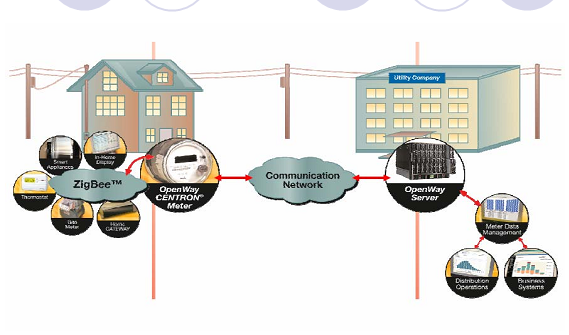 Utility Company
Smart
Appliances
In-Home
Display
ZigBee™
Thermostat
Gas
Meter
Home
GATEWAY
OpenWay
CENTRON®
Meter
Communication
Network
OpenWay
Server
Meter Data
Management
Distribution
Operations
Business
Systems